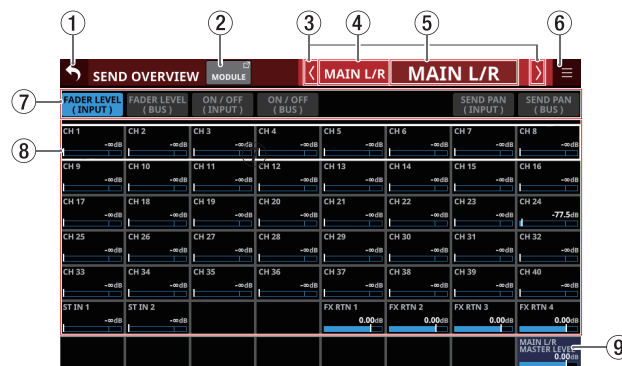 1 2 3 4 5 6
SEND OVERVIEW MODULE MAIN L/R MAIN L/R
7
FADER LEVEL FADER LEVEL ON / OFF ON / OFF SEND PAN SEND PAN
( INPUT ) ( BUS ) ( INPUT ) ( BUS ) ( INPUT ) ( BUS )
8
CH 1 CH 2 CH 3 CH 4 CH 5 CH 6 CH 7 CH 8
-∞dB -∞dB -∞dB -∞dB -∞dB -∞dB -∞dB -∞dB
CH 9 CH 10 CH 11 CH 12 CH 13 CH 14 CH 15 CH 16
-∞dB -∞dB -∞dB -∞dB -∞dB -∞dB -∞dB -∞dB
CH 17 CH 18 CH 19 CH 20 CH 21 CH 22 CH 23 CH 24
-∞dB -∞dB -∞dB -∞dB -∞dB -∞dB -∞dB -77.5dB
CH 25 CH 26 CH 27 CH 28 CH 29 CH 30 CH 31 CH 32
-∞dB -∞dB -∞dB -∞dB -∞dB -∞dB -∞dB -∞dB
CH 33 CH 34 CH 35 CH 36 CH 37 CH 38 CH 39 CH 40
-∞dB -∞dB -∞dB -∞dB -∞dB -∞dB -∞dB -∞dB
ST IN 1 ST IN 2 FX RTN 1 FX RTN 2 FX RTN 3 FX RTN 4
-∞dB -∞dB 0.00dB 0.00dB 0.00dB 0.00dB
MAIN L/R
MASTER LEVEL
0.00dB
9